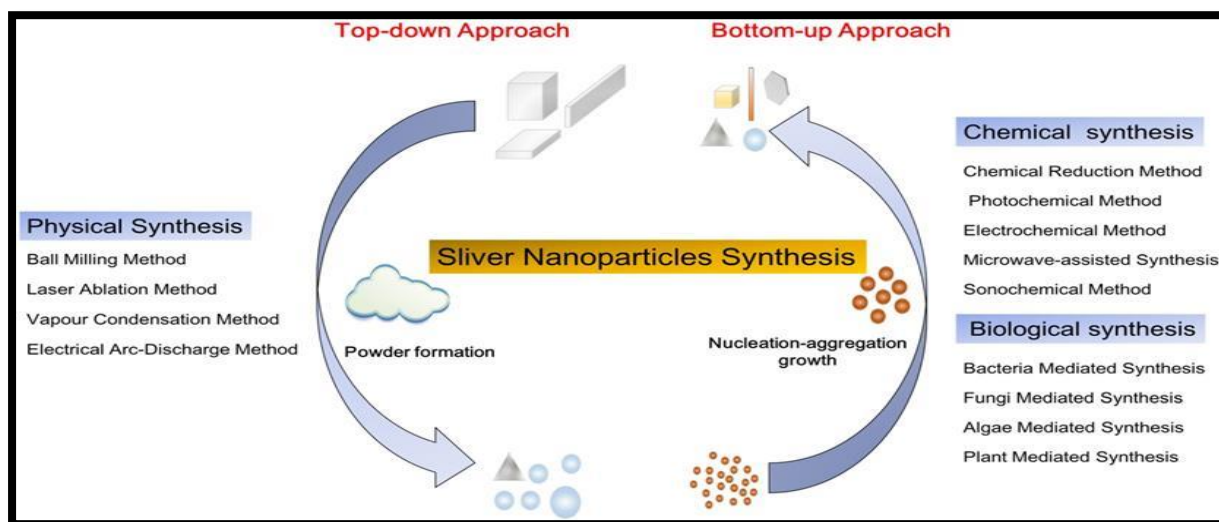 Top-down Approach
Bottom-up Approach
Physical Synthesis
Ball Milling Method
Laser Ablation Method
Vapour Condensation Method
Electrical Arc-Discharge Method
Sliver Nanoparticles Synthesis
Powder formation
Nucleation-aggregation
growth
Chemical synthesis
Chemical Reduction Method
Photochemical Method
Electrochemical Method
Microwave-assisted Synthesis
Sonochemical Method
Biological synthesis
Bacteria Mediated Synthesis
Fungi Mediated Synthesis
Algae Mediated Synthesis
Plant Mediated Synthesis